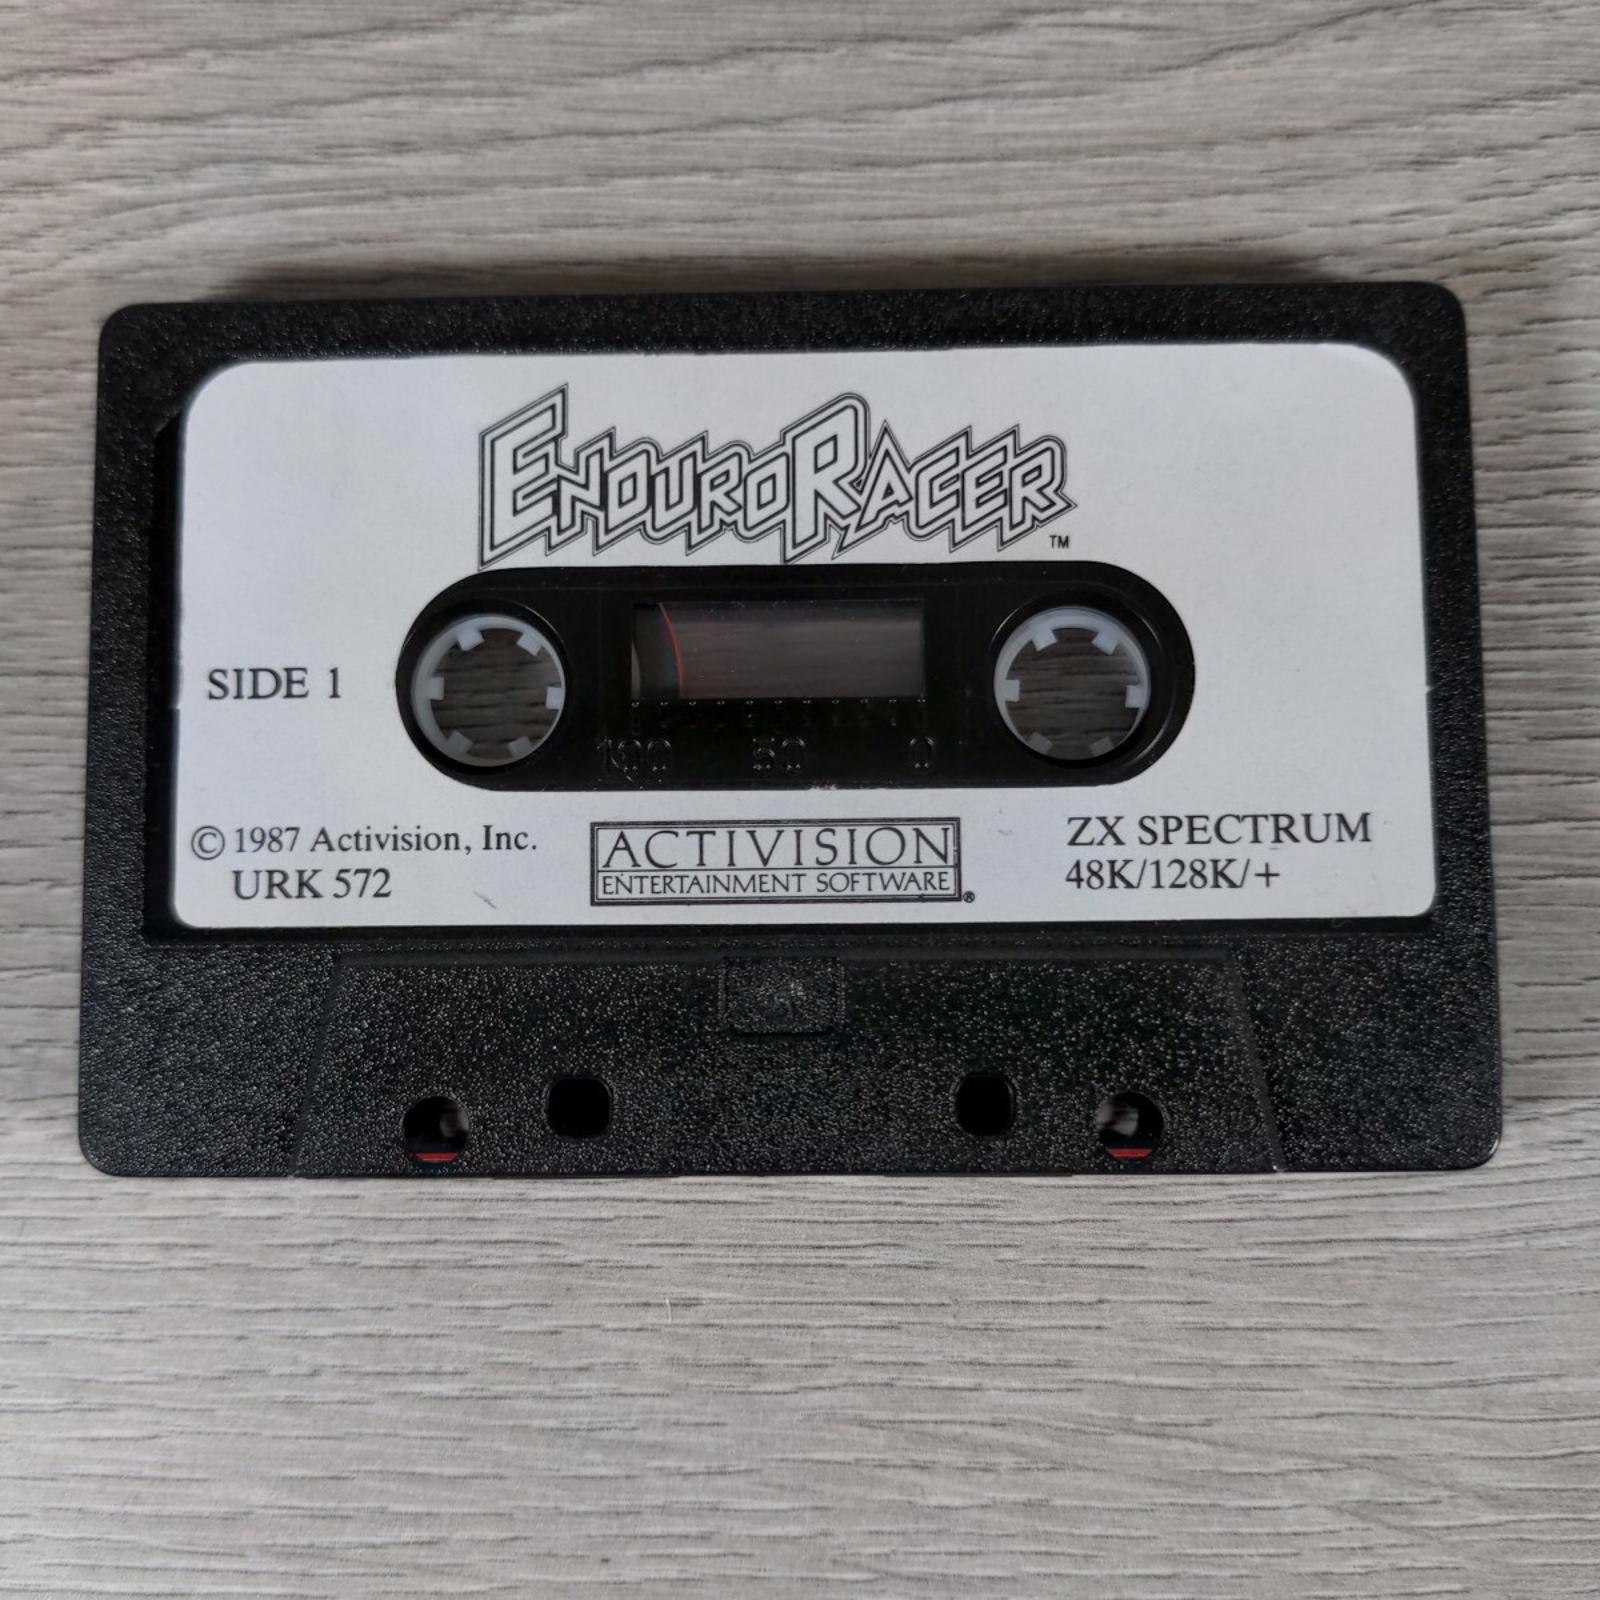 ENDURORACER
TM
SIDE 1
100 50 0
© 1987 Activision, Inc.
URK 572
ACTIVISION
ENTERTAINMENT SOFTWARE
®
ZX SPECTRUM
48K/128K/+